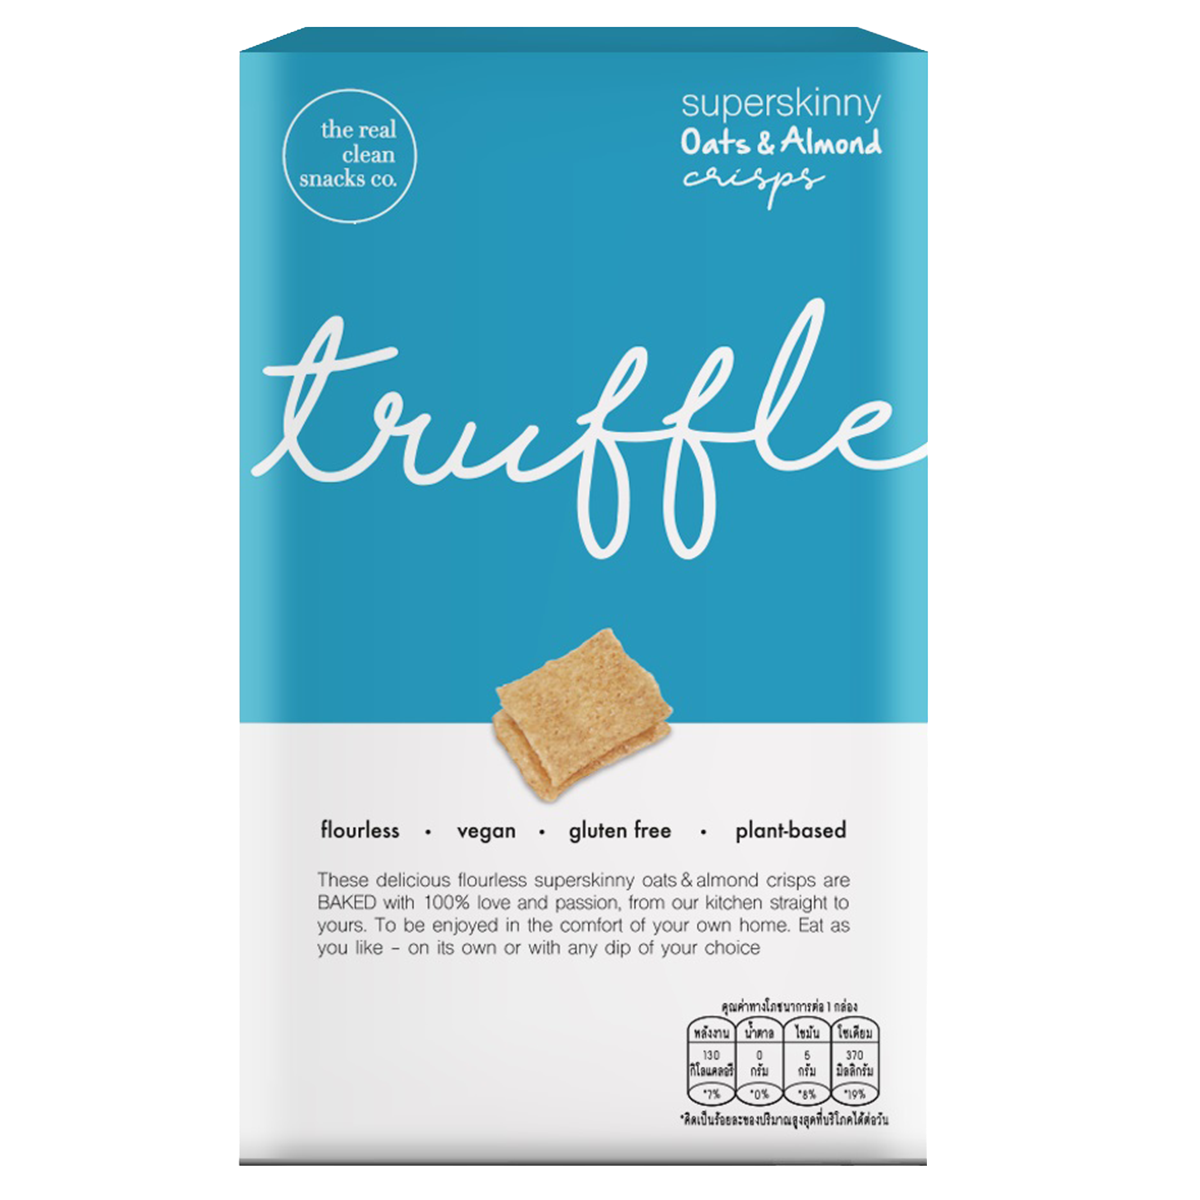 the real
clean
snacks co.
superskinny
Oats & Almond
crisps
truffle
flourless • vegan • gluten free • plant-based
These delicious flourless superskinny oats & almond crisps are
BAKED with 100% love and passion, from our kitchen straight to
yours. To be enjoyed in the comfort of your own home. Eat as
you like – on its own or with any dip of your choice
คุณค่าทางโภชนาการต่อ 1 กล่อง
พลังงาน น้ำตาล ไขมัน โซเดียม
130 0 5 370
กิโลแคลอรี กรัม กรัม มิลลิกรัม
*7% *0% *8% *19%
*คิดเป็นร้อยละของปริมาณสูงสุดที่บริโภคได้ต่อวัน